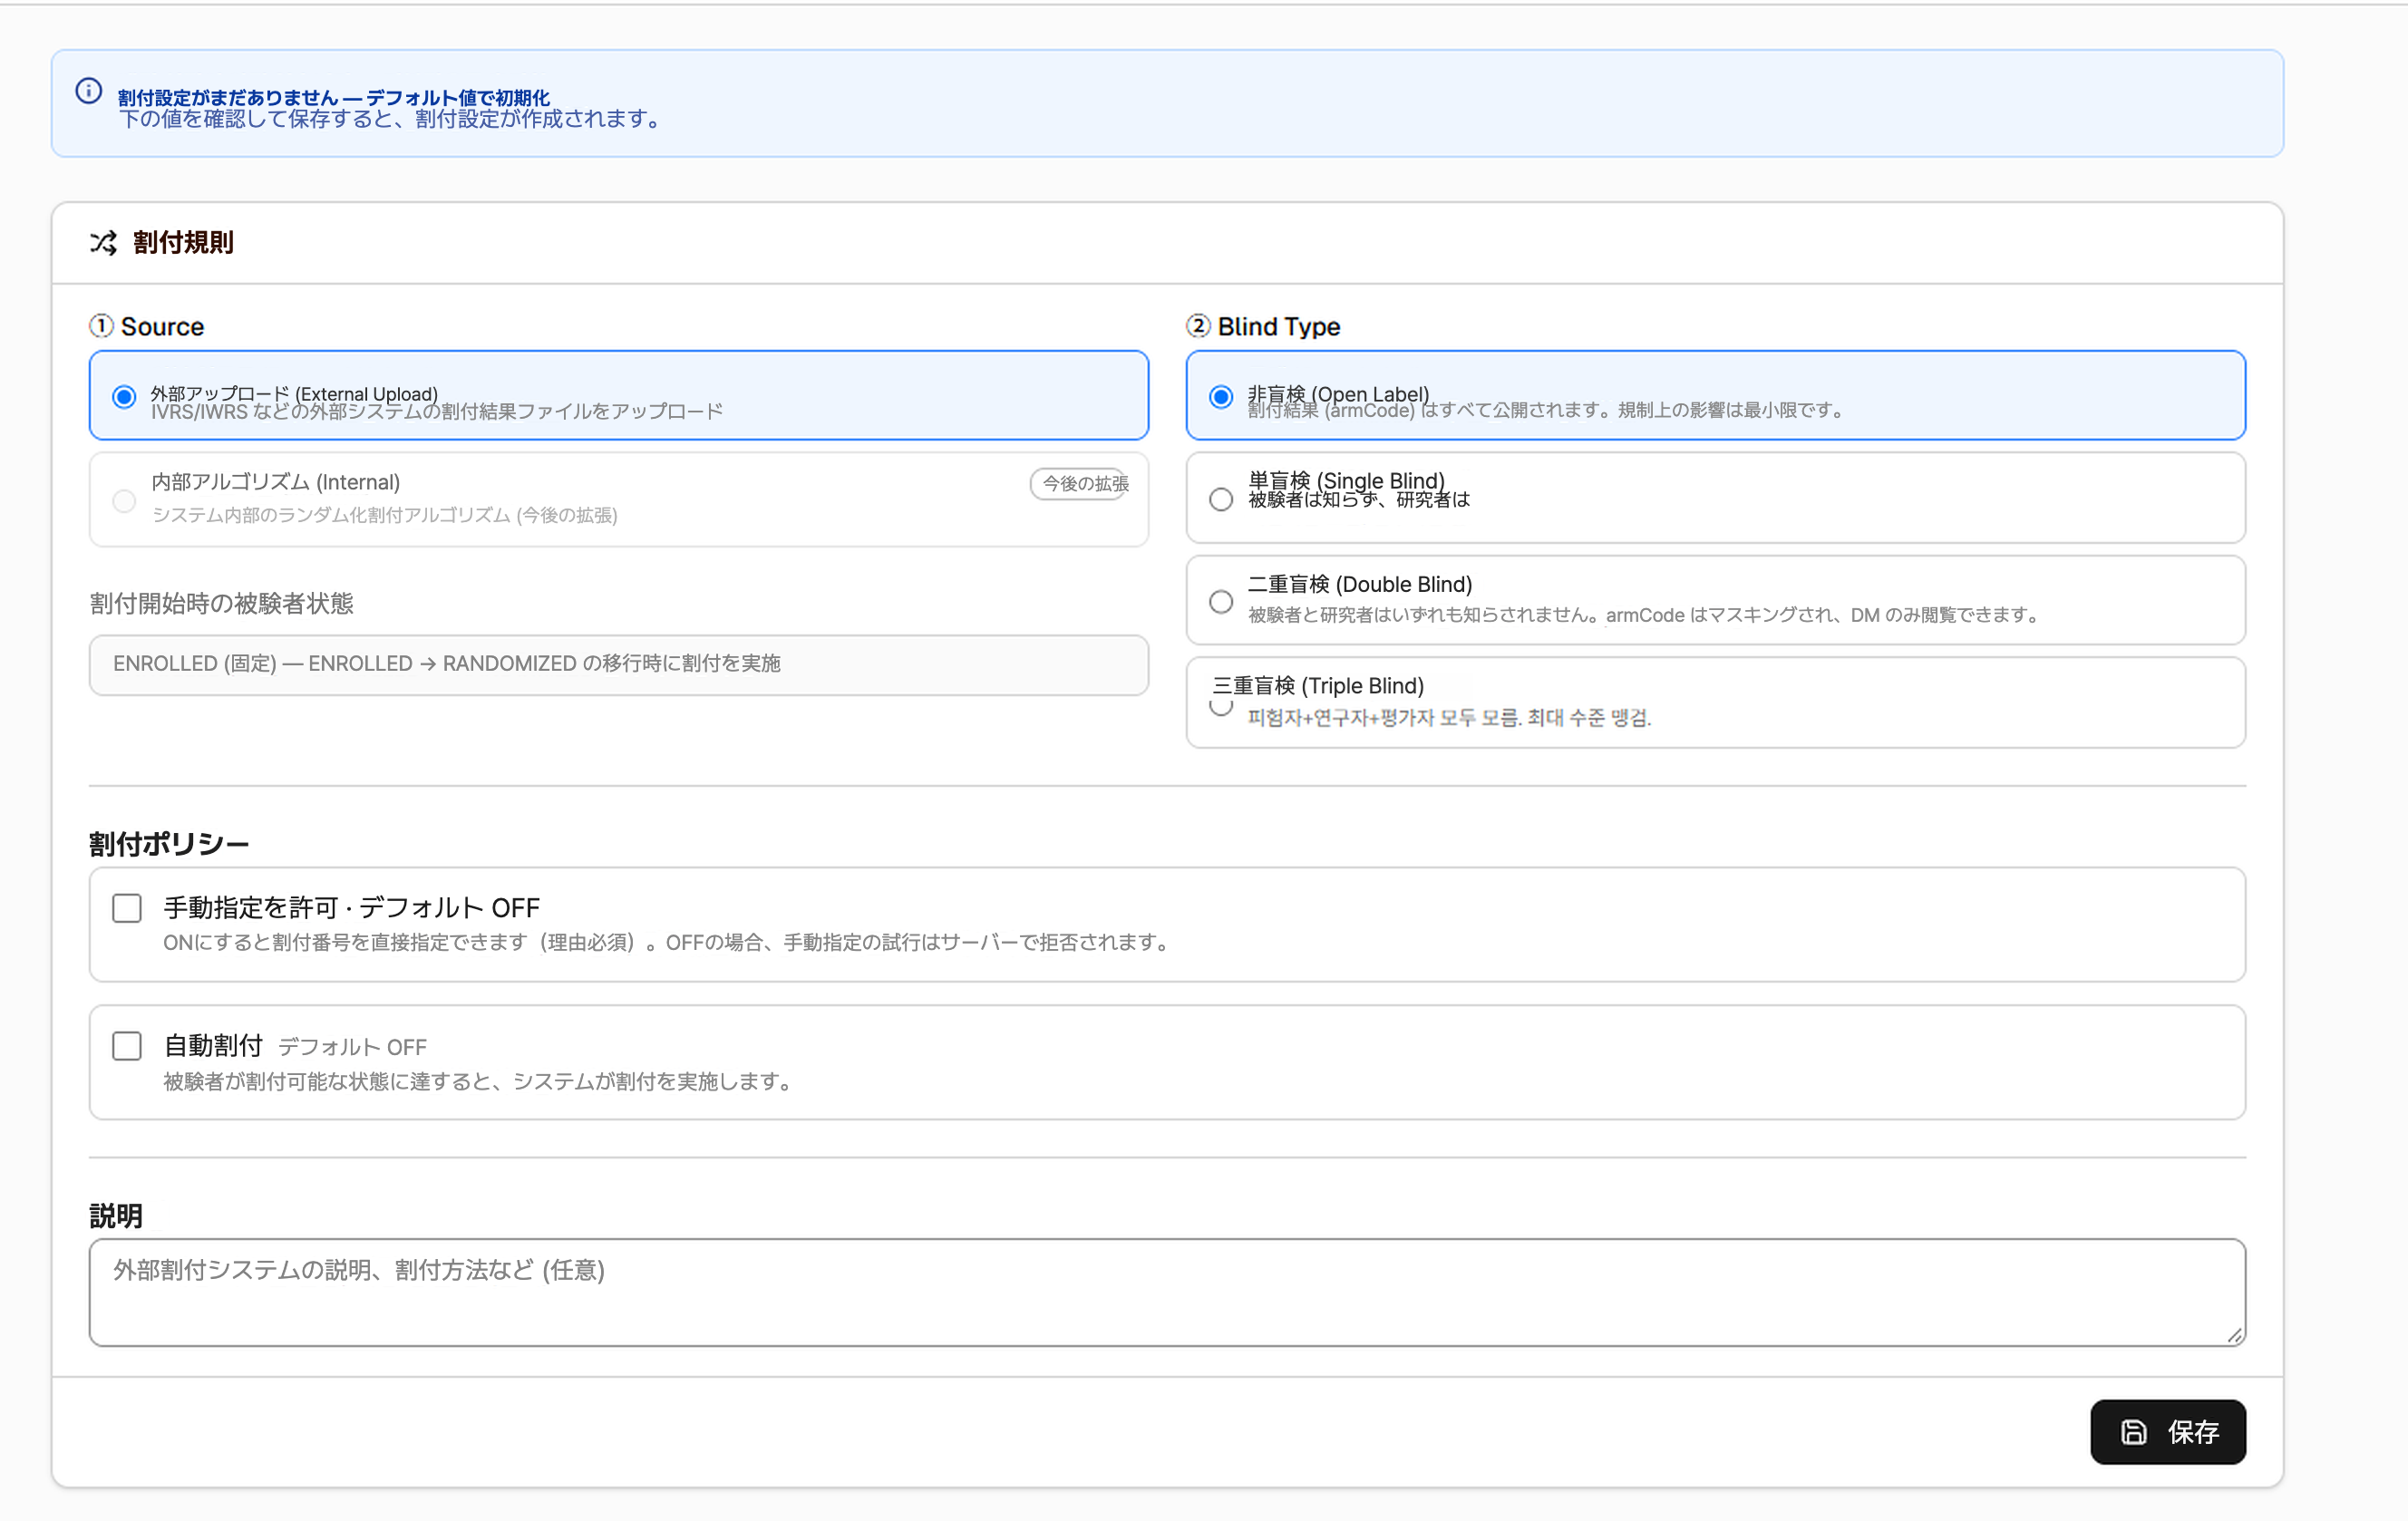 割付設定がまだありません — デフォルト値で初期化
下の値を確認して保存すると、割付設定が作成されます。
割付規則
① Source
外部アップロード (External Upload)
IVRS/IWRS などの外部システムの割付結果ファイルをアップロード
内部アルゴリズム (Internal)
今後の拡張
システム内部のランダム化割付アルゴリズム (今後の拡張)
割付開始時の被験者状態
ENROLLED (固定) — ENROLLED → RANDOMIZED の移行時に割付を実施
② Blind Type
非盲検 (Open Label)
割付結果 (armCode) はすべて公開されます。規制上の影響は最小限です。
単盲検 (Single Blind)
被験者は知らず、研究者は
二重盲検 (Double Blind)
被験者と研究者はいずれも知らされません。armCode はマスキングされ、DM のみ閲覧できます。
三重盲検 (Triple Blind)
피험자+연구자+평가자 모두 모름. 최대 수준 맹검.
割付ポリシー
手動指定を許可 · デフォルト OFF
ONにすると割付番号を直接指定できます（理由必須）。OFFの場合、手動指定の試行はサーバーで拒否されます。
自動割付 デフォルト OFF
被験者が割付可能な状態に達すると、システムが割付を実施します。
説明
外部割付システムの説明、割付方法など (任意)
保存